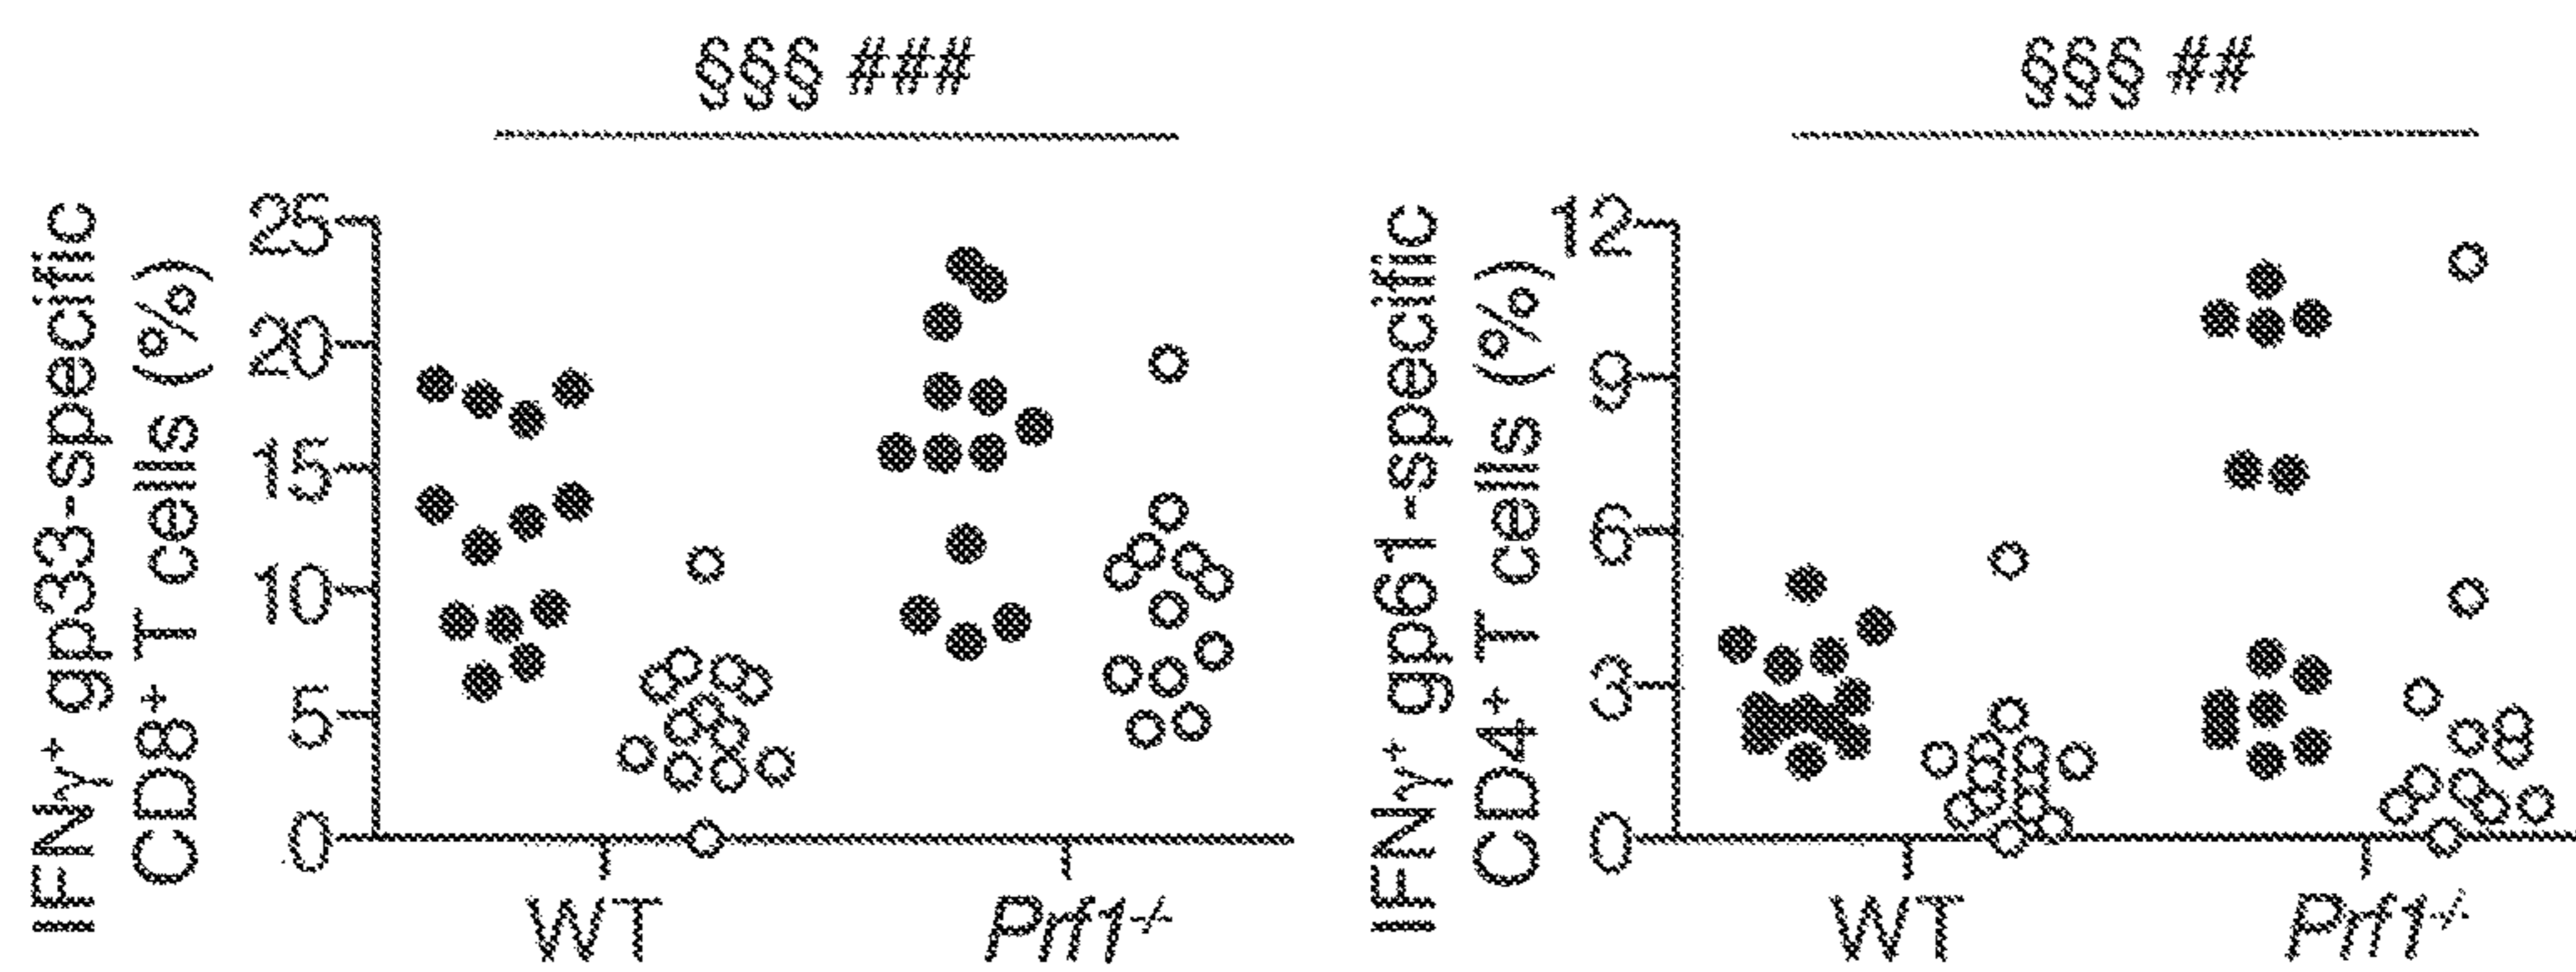 §§§ ###
IFNγ⁺ gp33-specific
CD8⁺ T cells (%)
25
20
15
10
5
0
WT
Prf1⁻/⁻
§§§ ##
IFNγ⁺ gp61-specific
CD4⁺ T cells (%)
12
9
6
3
0
WT
Prf1⁻/⁻